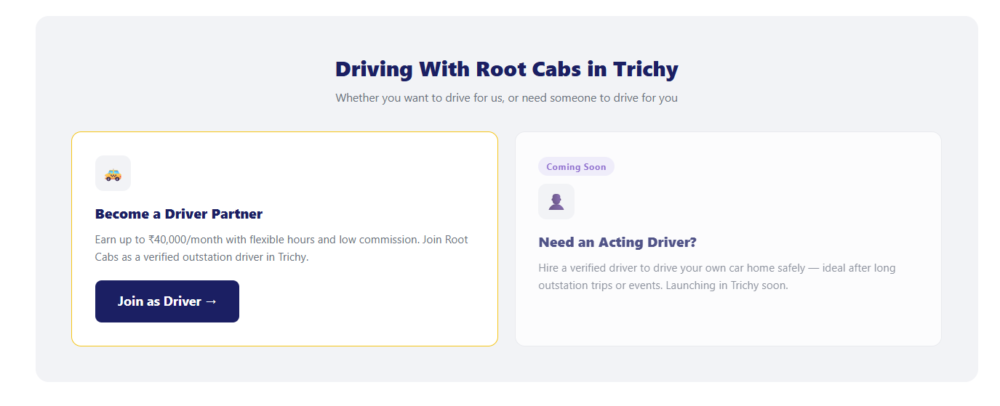 Driving With Root Cabs in Trichy
Whether you want to drive for us, or need someone to drive for you
Become a Driver Partner
Earn up to ₹40,000/month with flexible hours and low commission. Join Root
Cabs as a verified outstation driver in Trichy.
Join as Driver →
Coming Soon
Need an Acting Driver?
Hire a verified driver to drive your own car home safely — ideal after long
outstation trips or events. Launching in Trichy soon.